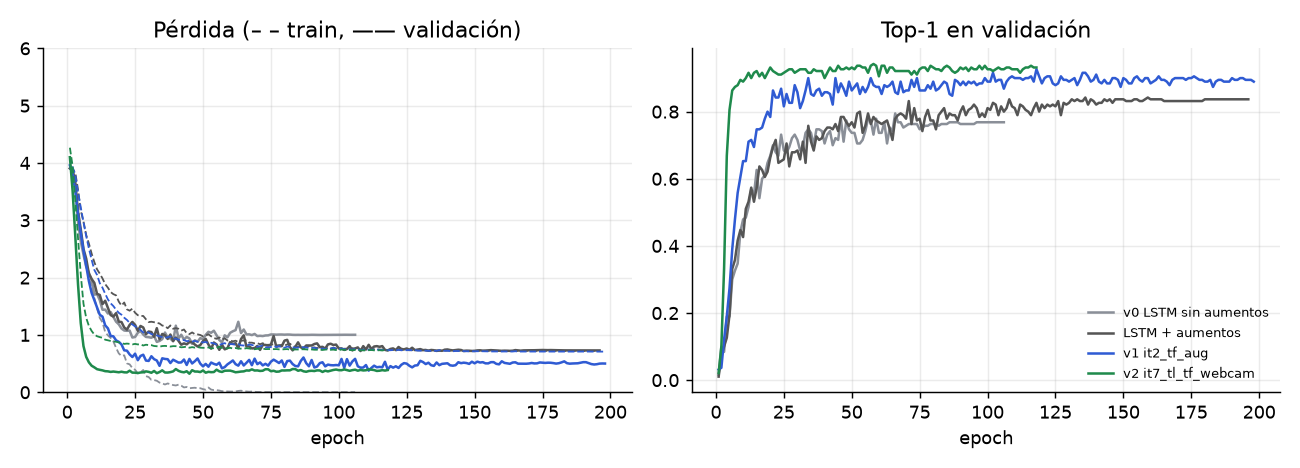 Pérdida (– – train, —— validación)
6
5
4
3
2
1
0
0 25 50 75 100 125 150 175 200
epoch
Top-1 en validación
0.8
0.6
0.4
0.2
0.0
v0 LSTM sin aumentos
LSTM + aumentos
v1 it2_tf_aug
v2 it7_tl_tf_webcam
0 25 50 75 100 125 150 175 200
epoch